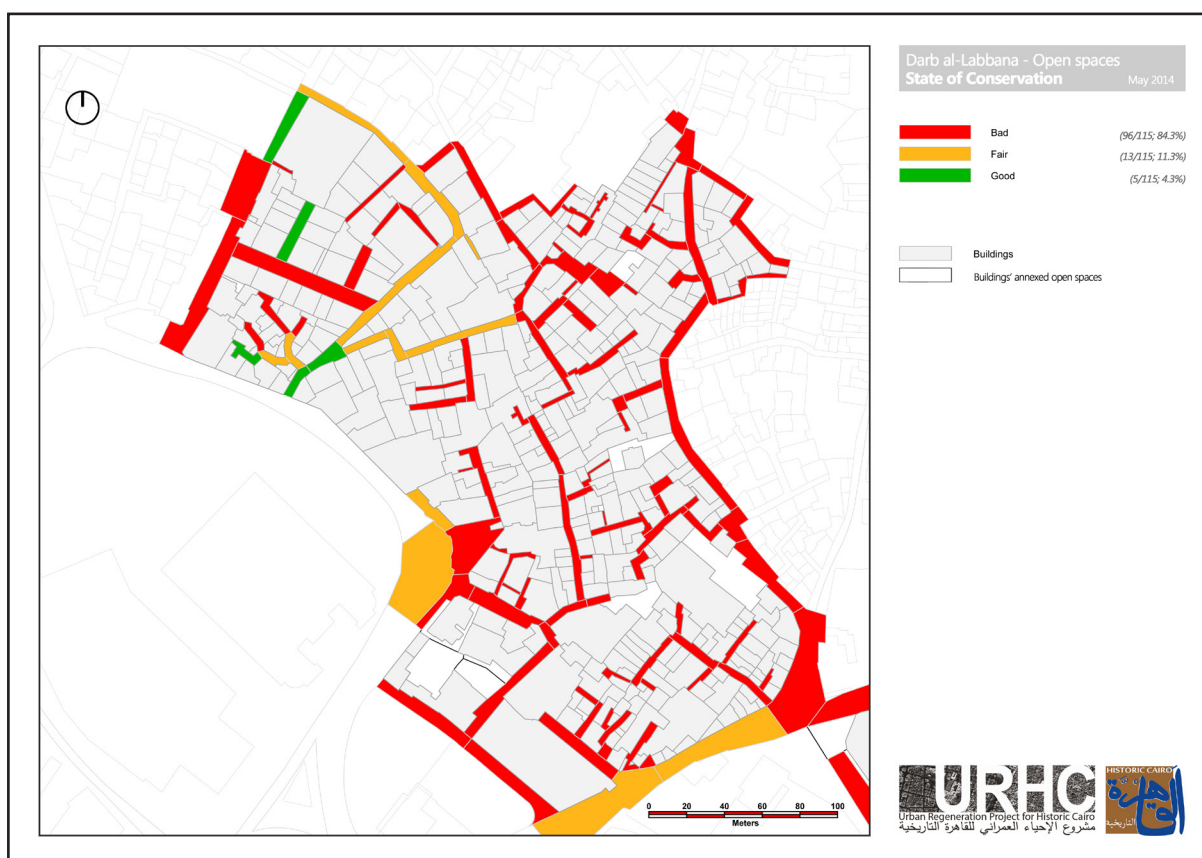 Darb al-Labbana - Open spaces
State of Conservation May 2014
Bad (96/115; 84.3%)
Fair (13/115; 11.3%)
Good (5/115; 4.3%)
Buildings
Buildings' annexed open spaces
0 20 40 60 80 100
Meters
URHC
Urban Regeneration Project for Historic Cairo
مشروع الإحياء العمراني للقاهرة التاريخية
HISTORIC CAIRO
القاهرة
التاريخية